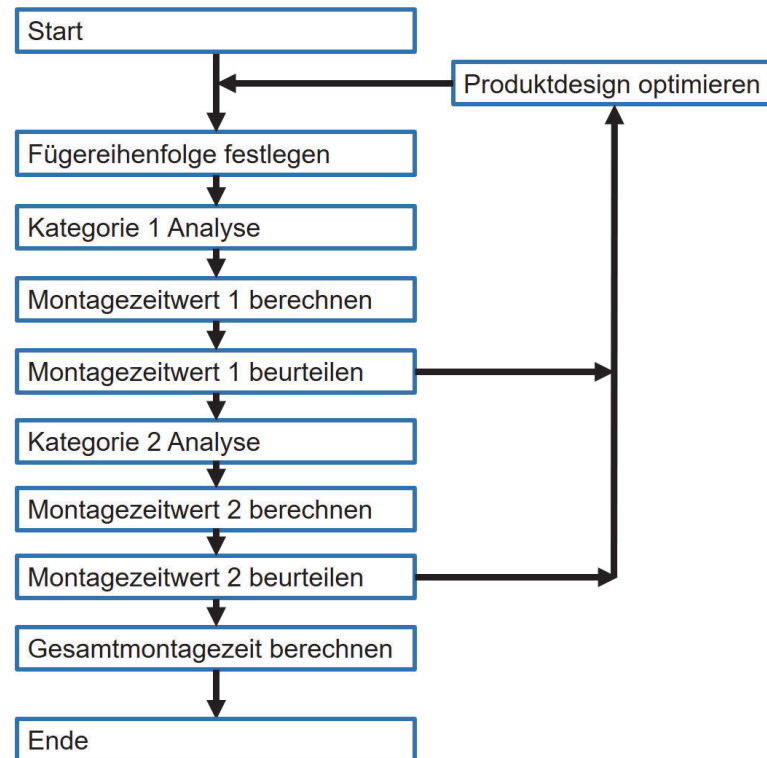 Start
Produktdesign optimieren
Fügereihenfolge festlegen
Kategorie 1 Analyse
Montagezeitwert 1 berechnen
Montagezeitwert 1 beurteilen
Kategorie 2 Analyse
Montagezeitwert 2 berechnen
Montagezeitwert 2 beurteilen
Gesamtmontagezeit berechnen
Ende